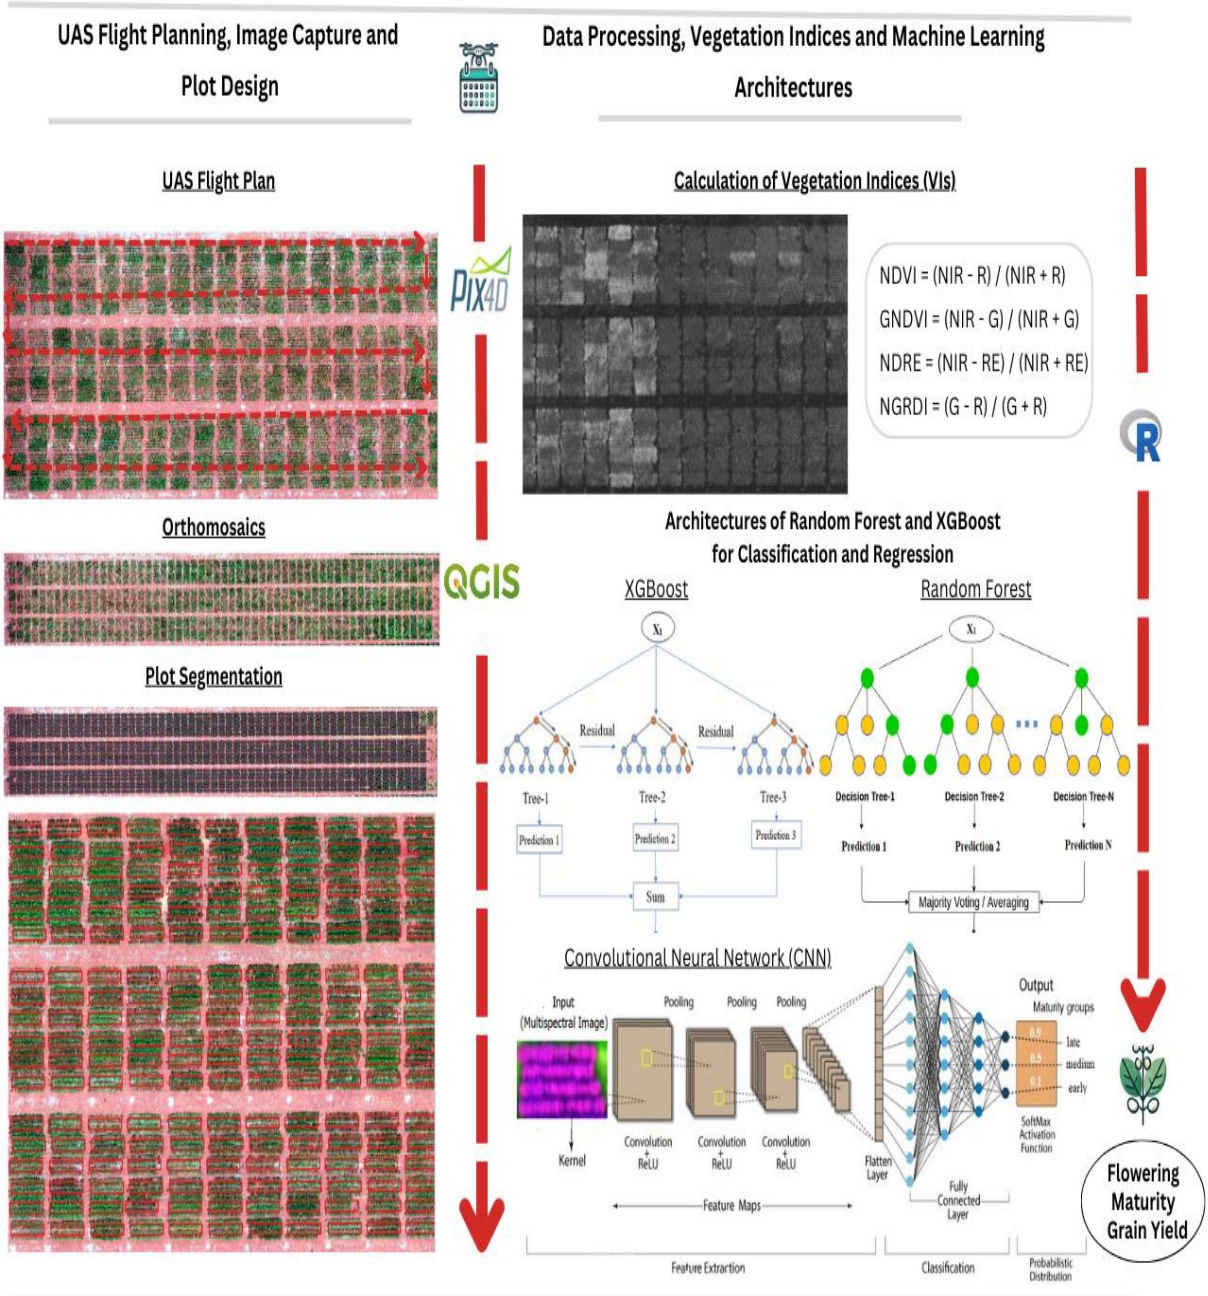 UAS Flight Planning, Image Capture and
Plot Design
Data Processing, Vegetation Indices and Machine Learning
Architectures
UAS Flight Plan
PIX4D
Orthomosaics
QGIS
Plot Segmentation
Calculation of Vegetation Indices (VIs)
NDVI = (NIR - R) / (NIR + R)
GNDVI = (NIR - G) / (NIR + G)
NDRE = (NIR - RE) / (NIR + RE)
NGRDI = (G - R) / (G + R)
R
Architectures of Random Forest and XGBoost
for Classification and Regression
XGBoost
X₁
Residual
Residual
Tree-1
Tree-2
Tree-3
Prediction 1
Prediction 2
Prediction 3
Sum
Random Forest
X₁
Decision Tree-1
Decision Tree-2
Decision Tree-N
Prediction 1
Prediction 2
Prediction N
Majority Voting / Averaging
Convolutional Neural Network (CNN)
Input
(Multispectral Image)
Pooling
Pooling
Pooling
Kernel
Convolution
+
ReLU
Convolution
+
ReLU
Convolution
+
ReLU
Feature Maps
Flatten
Layer
Fully
Connected
Layer
Output
Maturity groups
0.9
late
0.5
medium
0.1
early
SoftMax
Activation
Function
Feature Extraction
Classification
Probabilistic
Distribution
Flowering
Maturity
Grain Yield